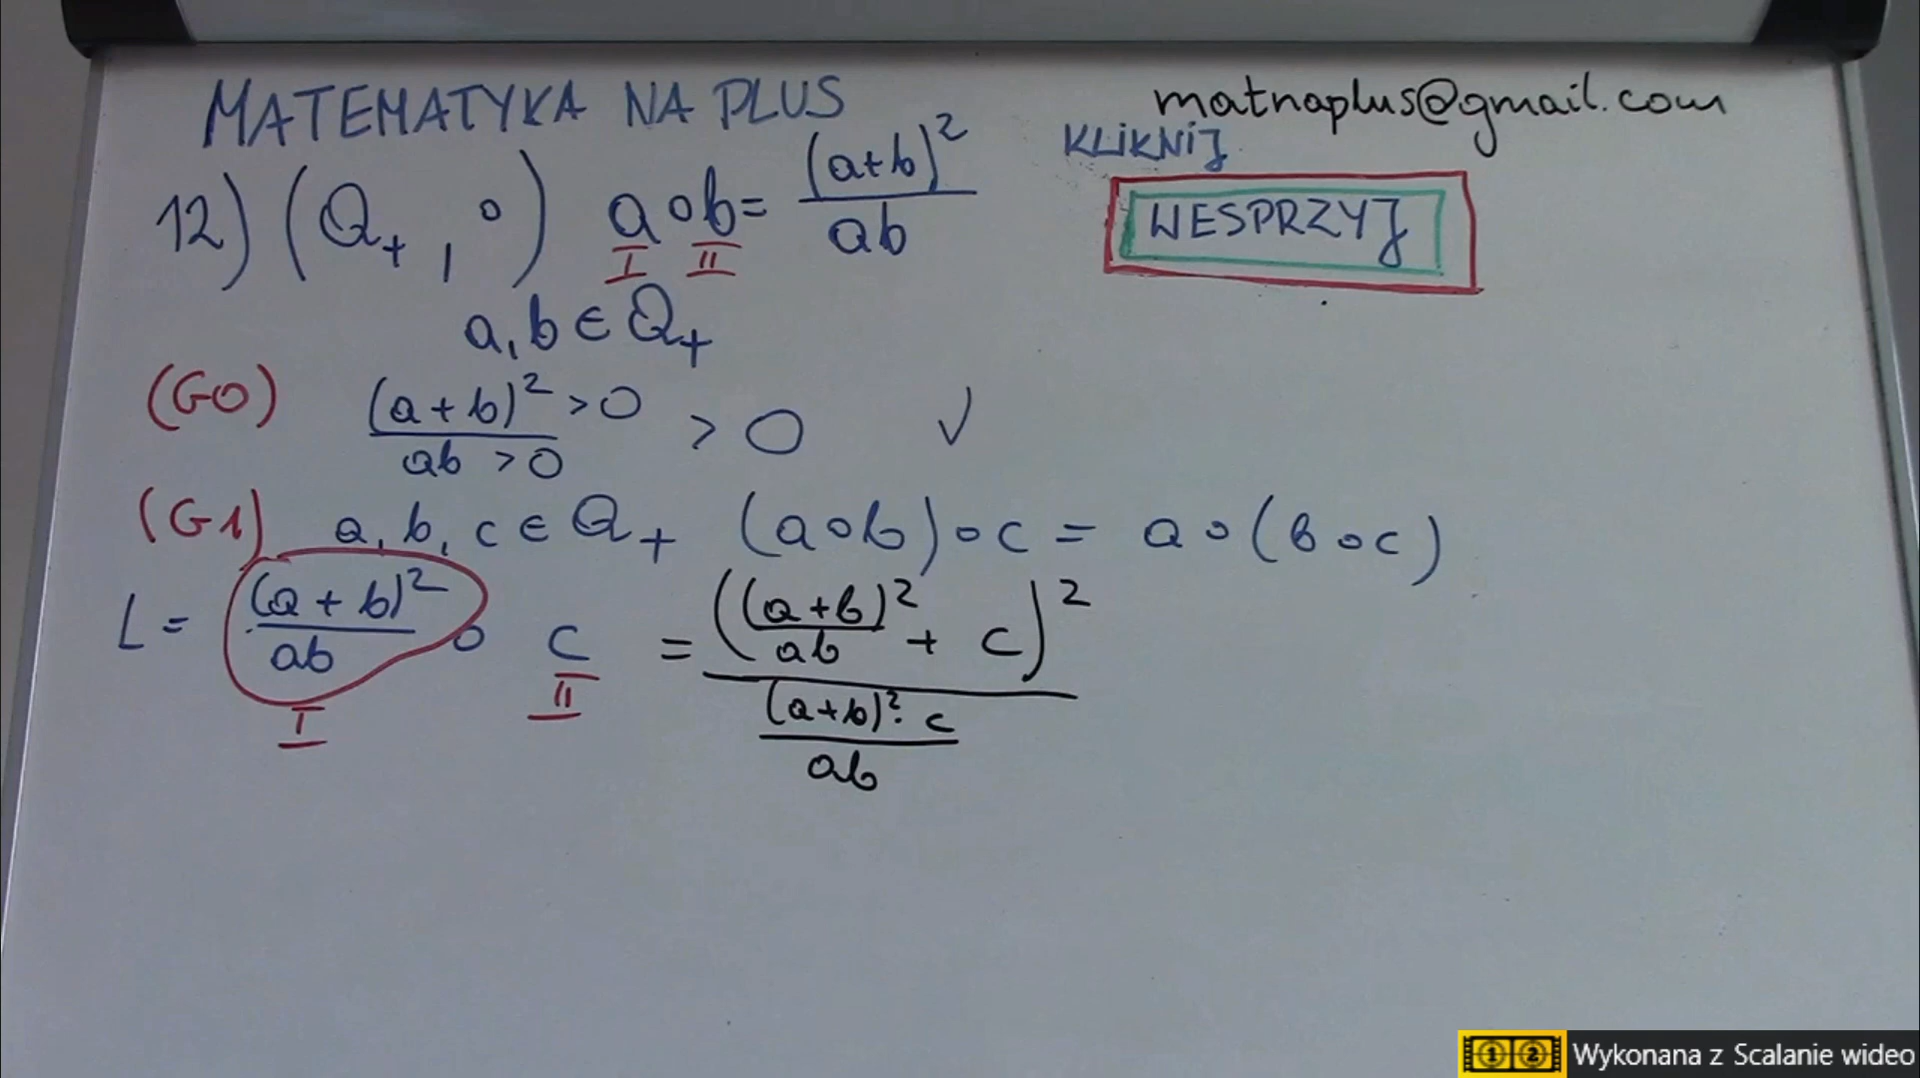 MATEMATYKA NA PLUS
matnaplus@gmail.com
KLIKNIJ
WESPRZYJ
12) (Q₊, ∘) a∘b = (a+b)²/ab
I II
a, b ∈ Q₊
(G0) (a+b)² > 0 / ab > 0 > 0 ✓
(G1) a, b, c ∈ Q₊ (a∘b)∘c = a∘(b∘c)
L = (a+b)²/ab ∘ c = ((a+b)²/ab + c)² / ((a+b)²·c/ab)
I II
Wykonana z Scalanie wideo